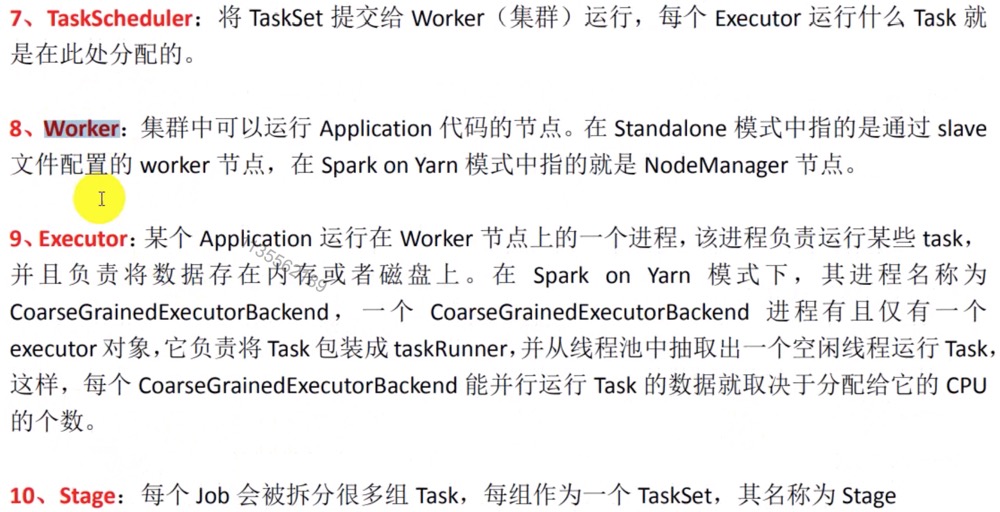 7、TaskScheduler：将 TaskSet 提交给 Worker（集群）运行，每个 Executor 运行什么 Task 就
是在此处分配的。
8、Worker：集群中可以运行 Application 代码的节点。在 Standalone 模式中指的是通过 slave
文件配置的 worker 节点，在 Spark on Yarn 模式中指的就是 NodeManager 节点。
9、Executor：某个 Application 运行在 Worker 节点上的一个进程，该进程负责运行某些 task，
并且负责将数据存在内存或者磁盘上。在 Spark on Yarn 模式下，其进程名称为
CoarseGrainedExecutorBackend，一个 CoarseGrainedExecutorBackend 进程有且仅有一个
executor 对象，它负责将 Task 包装成 taskRunner，并从线程池中抽取出一个空闲线程运行 Task，
这样，每个 CoarseGrainedExecutorBackend 能并行运行 Task 的数据就取决于分配给它的 CPU
的个数。
10、Stage：每个 Job 会被拆分很多组 Task，每组作为一个 TaskSet，其名称为 Stage